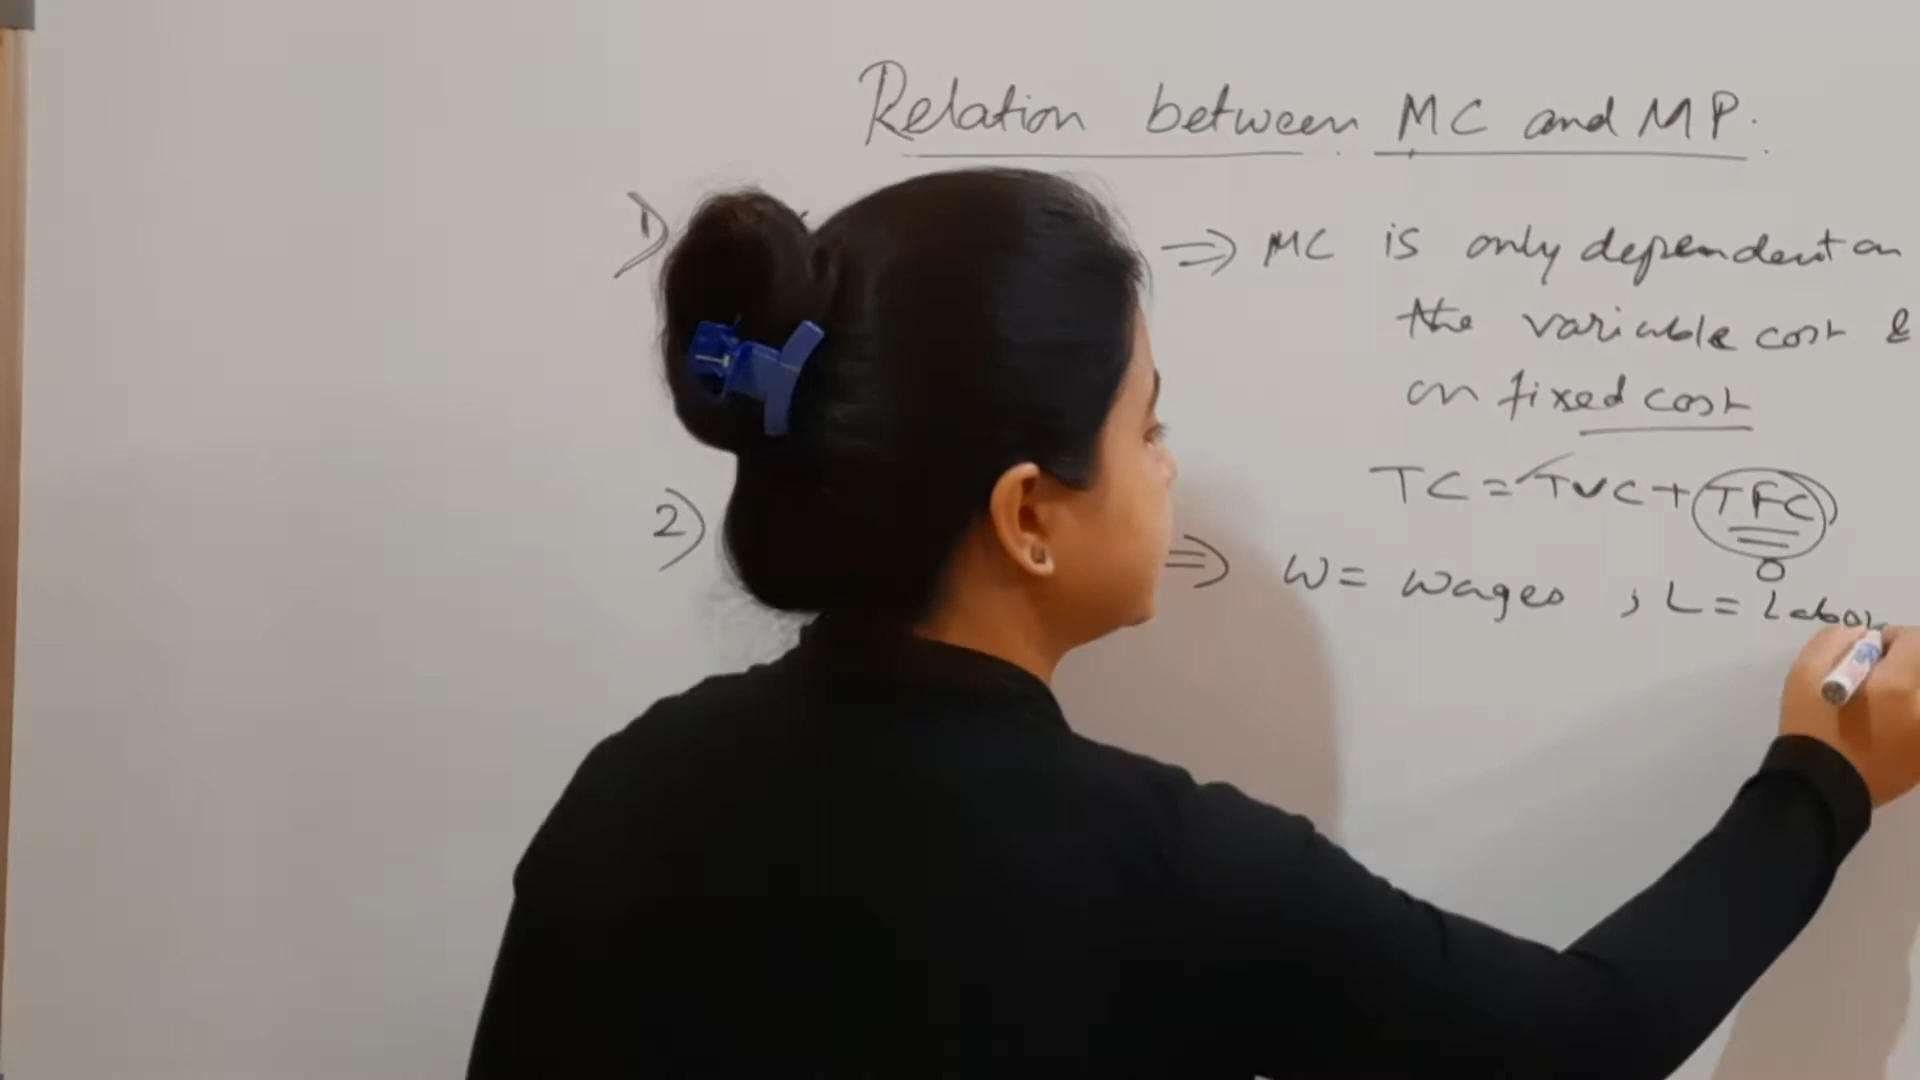 Relation between MC and MP.
1) ⇒ MC is only dependent on
the variable cost &
on fixed cost
TC = TVC + TFC
0
2) ⇒ W = wages ; L = Labor